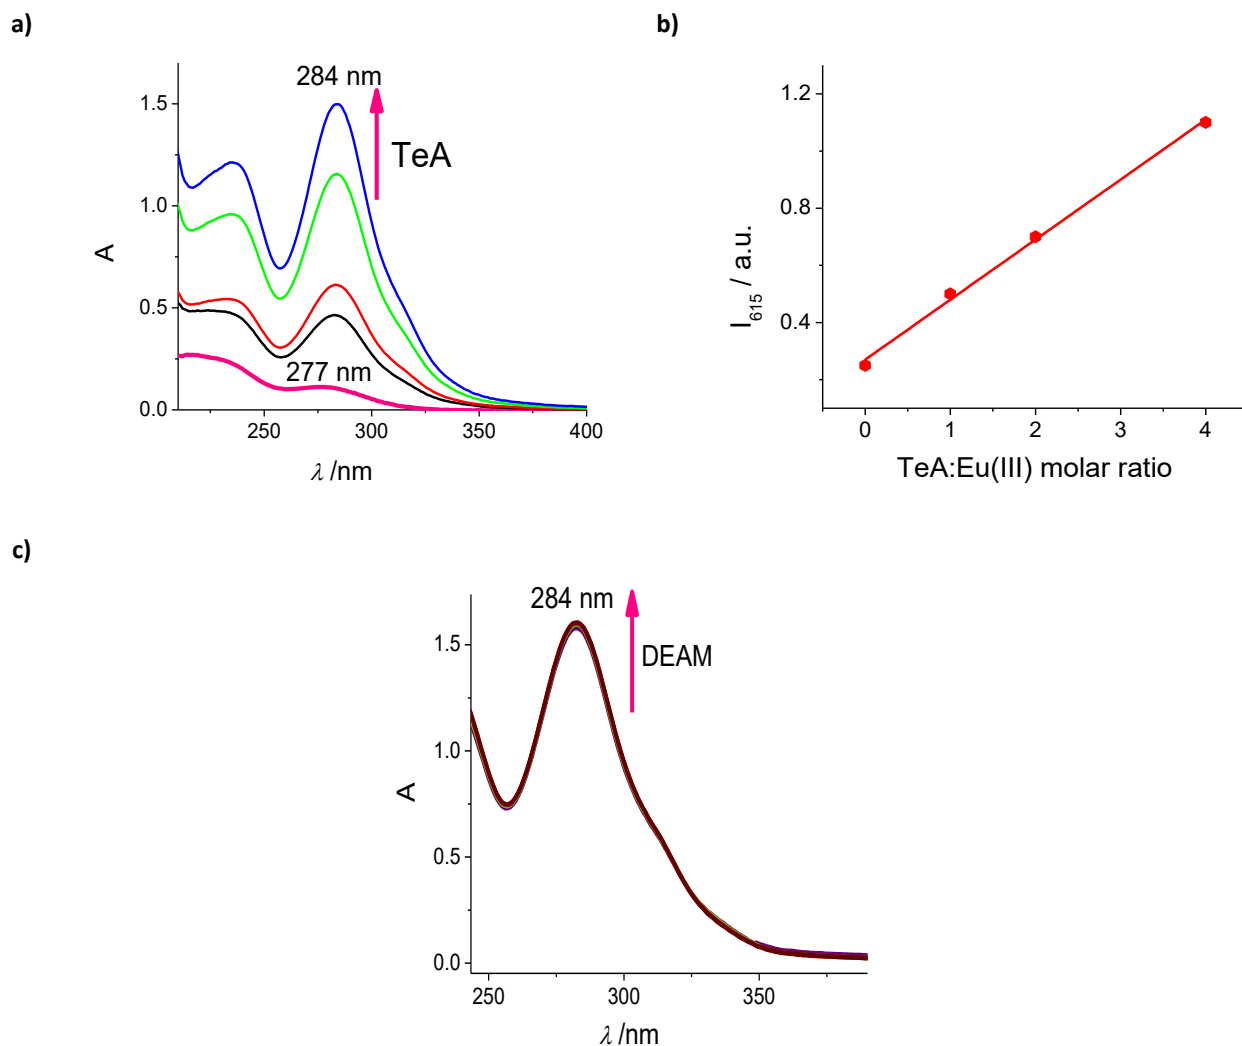 a)
284 nm
TeA
277 nm
A
1.5
1.0
0.5
0.0
250
300
350
400
λ /nm
b)
I₆₁₅ / a.u.
1.2
0.8
0.4
0
1
2
3
4
TeA:Eu(III) molar ratio
c)
284 nm
DEAM
A
1.5
1.0
0.5
0.0
250
300
350
λ /nm